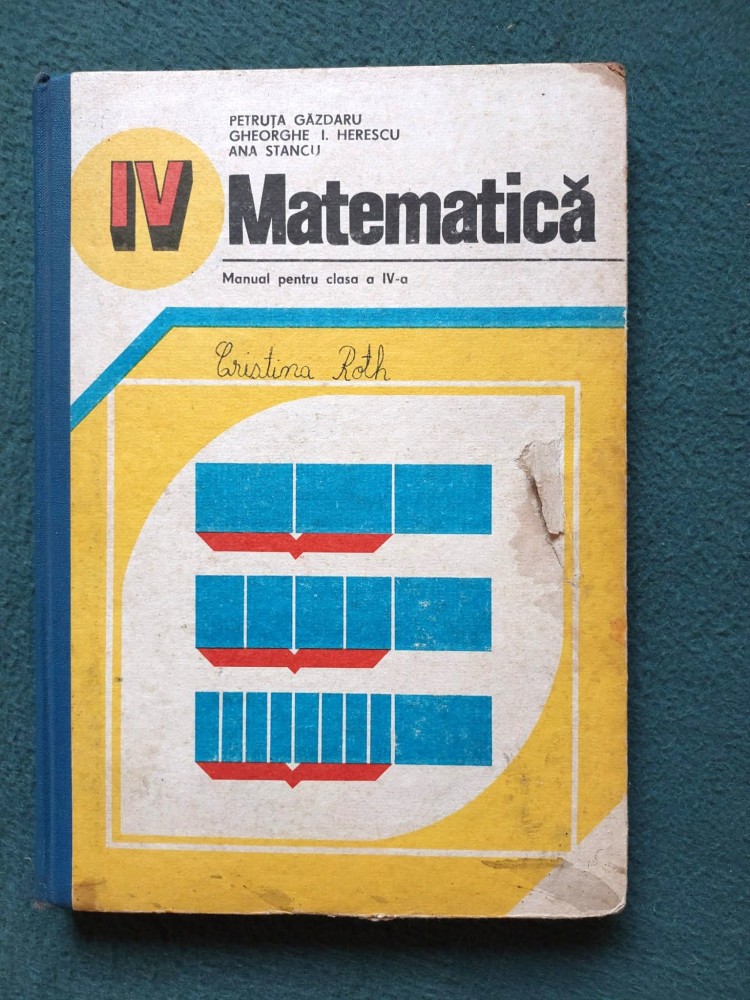 PETRUȚA GĂZDARU
GHEORGHE I. HERESCU
ANA STANCU
IV
Matematică
Manual pentru clasa a IV-a
Cristina Roth